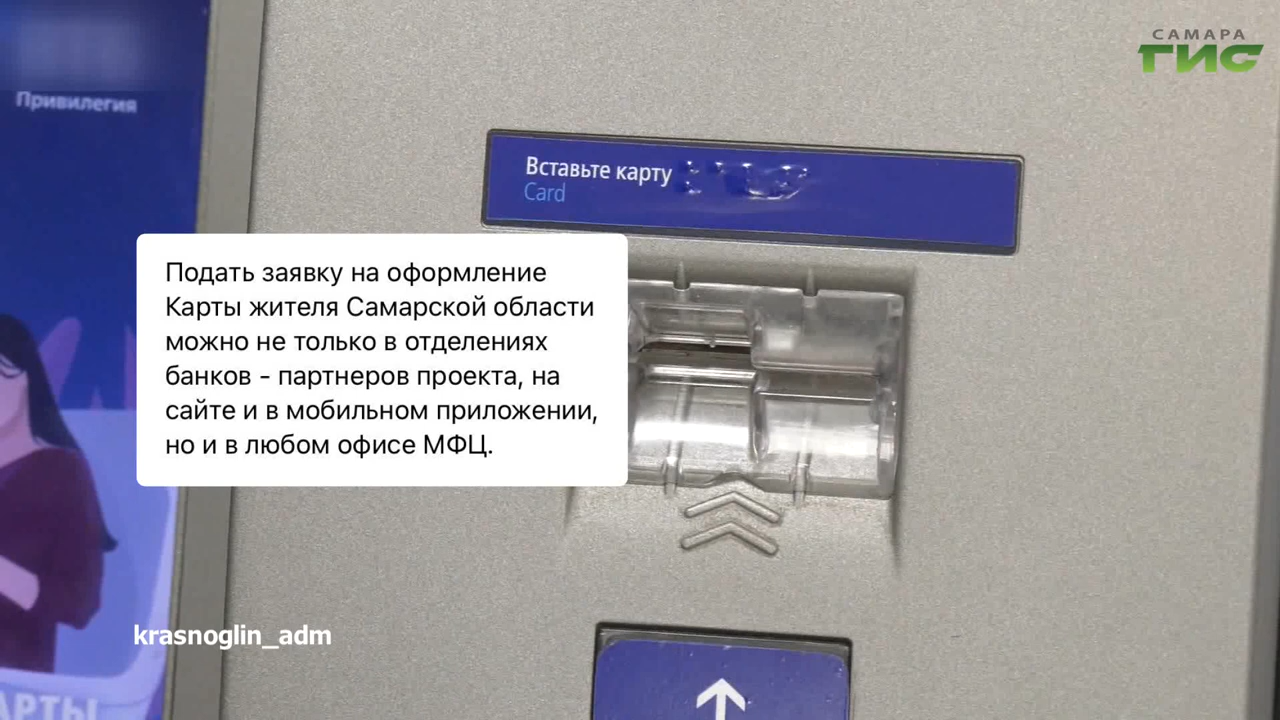 САМАРА
ГИС
Привилегия
Вставьте карту
Card
Подать заявку на оформление
Карты жителя Самарской области
можно не только в отделениях
банков - партнеров проекта, на
сайте и в мобильном приложении,
но и в любом офисе МФЦ.
krasnoglin_adm